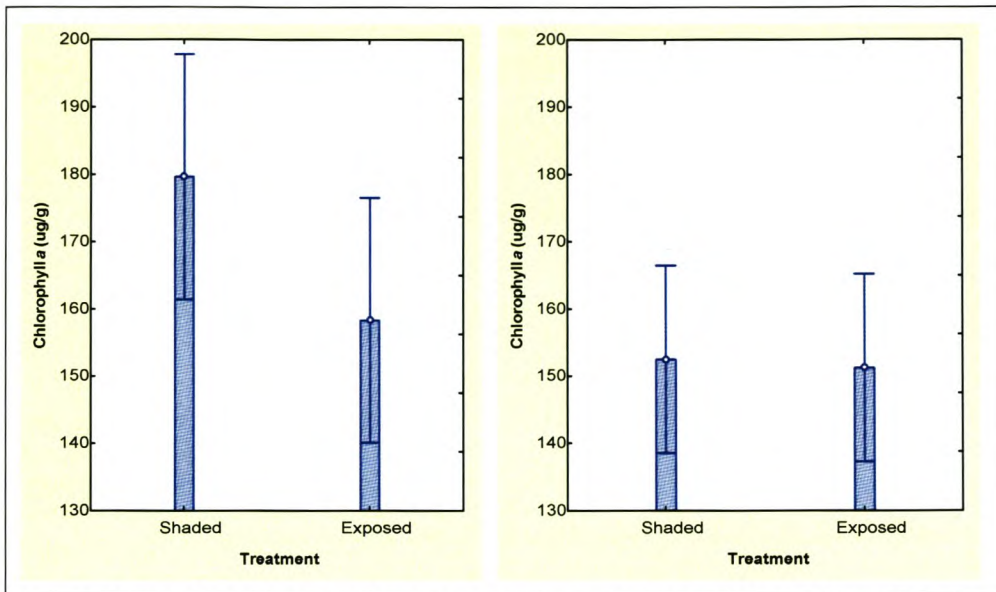 200
190
180
170
160
150
140
130
Chlorophyll a (ug/g)
Shaded Exposed
Treatment
200
190
180
170
160
150
140
130
Chlorophyll a (ug/g)
Shaded Exposed
Treatment